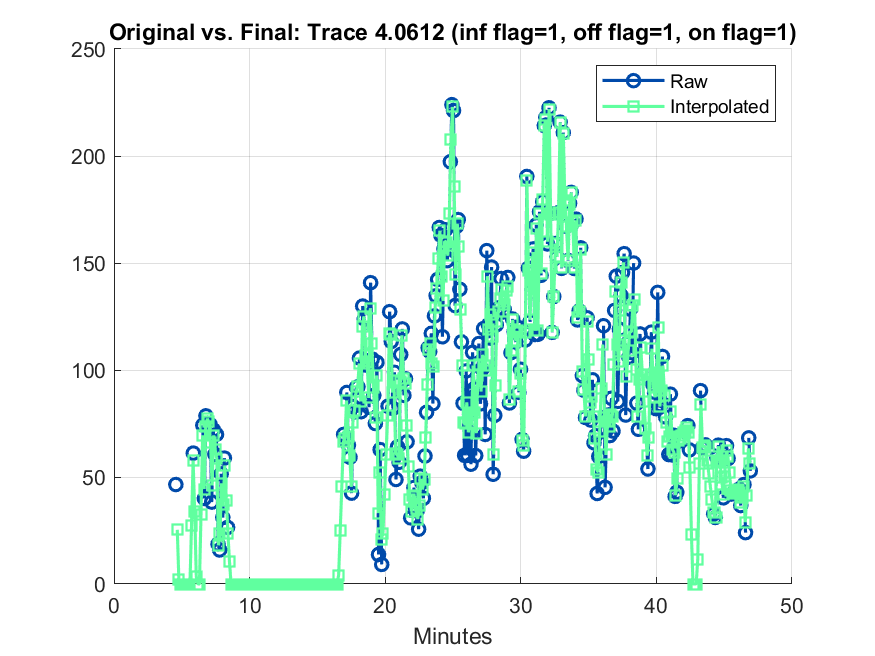 Original vs. Final: Trace 4.0612 (inf flag=1, off flag=1, on flag=1)
250
200
150
100
50
0
Raw
Interpolated
0 10 20 30 40 50
Minutes